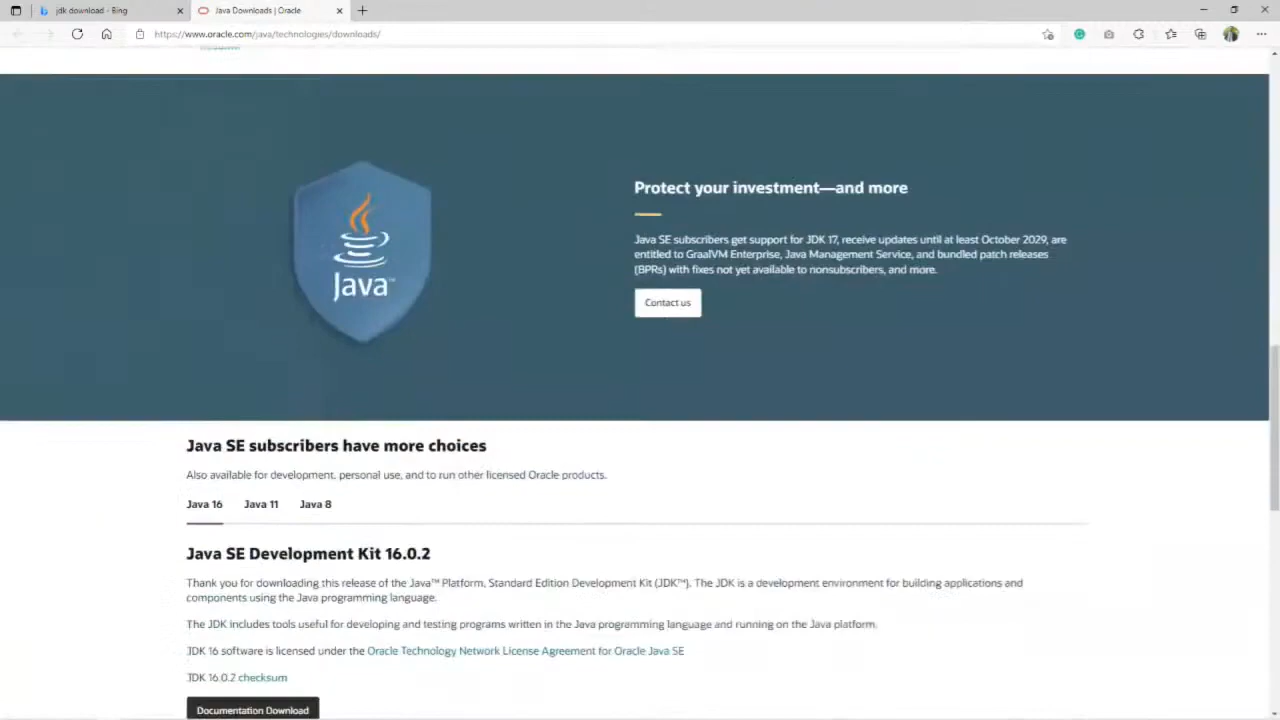 jdk download - Bing
Java Downloads | Oracle
https://www.oracle.com/java/technologies/downloads/
Java™
Protect your investment—and more
Java SE subscribers get support for JDK 17, receive updates until at least October 2029, are
entitled to GraalVM Enterprise, Java Management Service, and bundled patch releases
(BPRs) with fixes not yet available to nonsubscribers, and more.
Contact us
Java SE subscribers have more choices
Also available for development, personal use, and to run other licensed Oracle products.
Java 16 Java 11 Java 8
Java SE Development Kit 16.0.2
Thank you for downloading this release of the Java™ Platform, Standard Edition Development Kit (JDK™). The JDK is a development environment for building applications and
components using the Java programming language.
The JDK includes tools useful for developing and testing programs written in the Java programming language and running on the Java platform.
JDK 16 software is licensed under the Oracle Technology Network License Agreement for Oracle Java SE
JDK 16.0.2 checksum
Documentation Download